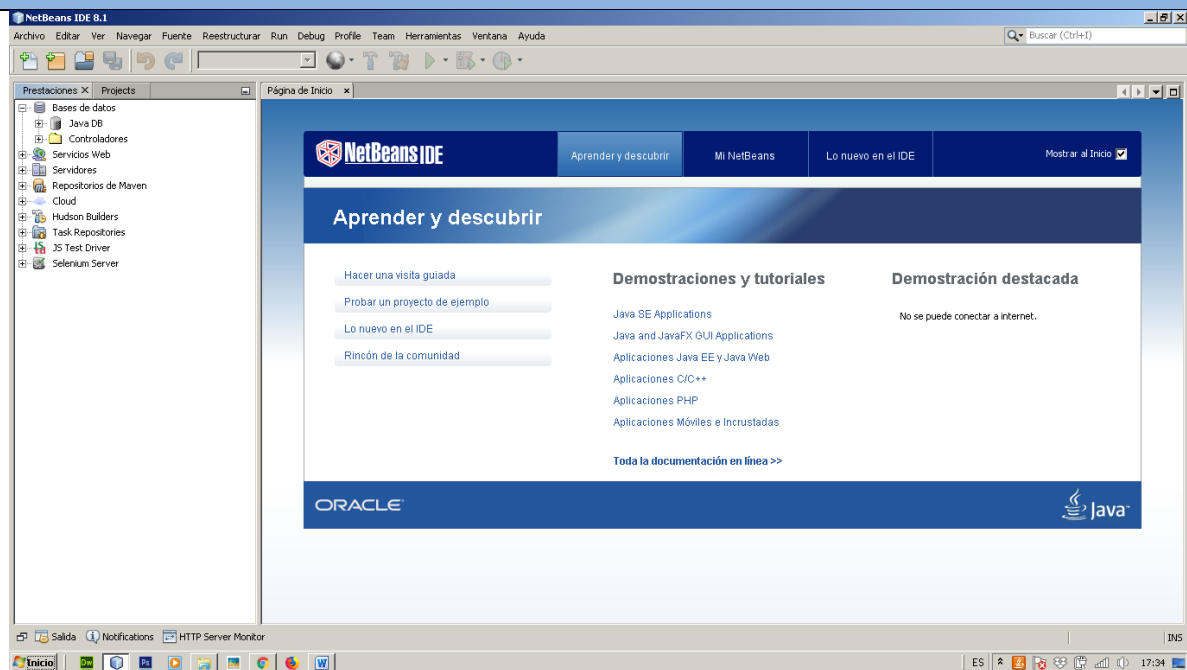 NetBeans IDE 8.1
Archivo Editar Ver Navegar Fuente Reestructurar Run Debug Profile Team Herramientas Ventana Ayuda
Buscar (Ctrl+I)
Prestaciones Projects
Página de Inicio
Bases de datos
Java DB
Controladores
Servicios Web
Servidores
Repositorios de Maven
Cloud
Hudson Builders
Task Repositories
JS Test Driver
Selenium Server
NetBeans IDE
Aprender y descubrir
Mi NetBeans
Lo nuevo en el IDE
Mostrar al Inicio
Aprender y descubrir
Hacer una visita guiada
Probar un proyecto de ejemplo
Lo nuevo en el IDE
Rincón de la comunidad
Demostraciones y tutoriales
Java SE Applications
Java and JavaFX GUI Applications
Aplicaciones Java EE y Java Web
Aplicaciones C/C++
Aplicaciones PHP
Aplicaciones Móviles e Incrustadas
Toda la documentación en línea >>
Demostración destacada
No se puede conectar a internet.
ORACLE
Java
Salida Notifications HTTP Server Monitor
INS
Inicio
Dw
Ps
W
ES
17:34